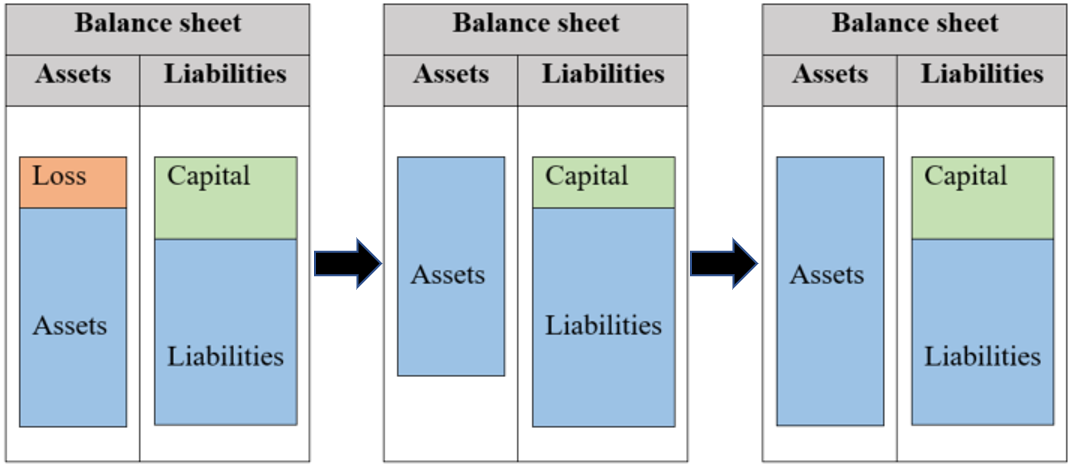 Balance sheet
Assets Liabilities
Loss Capital
Assets
Liabilities
Balance sheet
Assets Liabilities
Capital
Assets
Liabilities
Balance sheet
Assets Liabilities
Capital
Assets
Liabilities